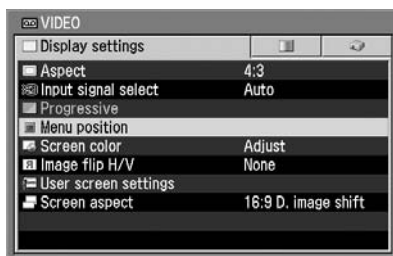 VIDEO
Display settings
Aspect 4:3
Input signal select Auto
Progressive
Menu position
Screen color Adjust
Image flip H/V None
User screen settings
Screen aspect 16:9 D. image shift